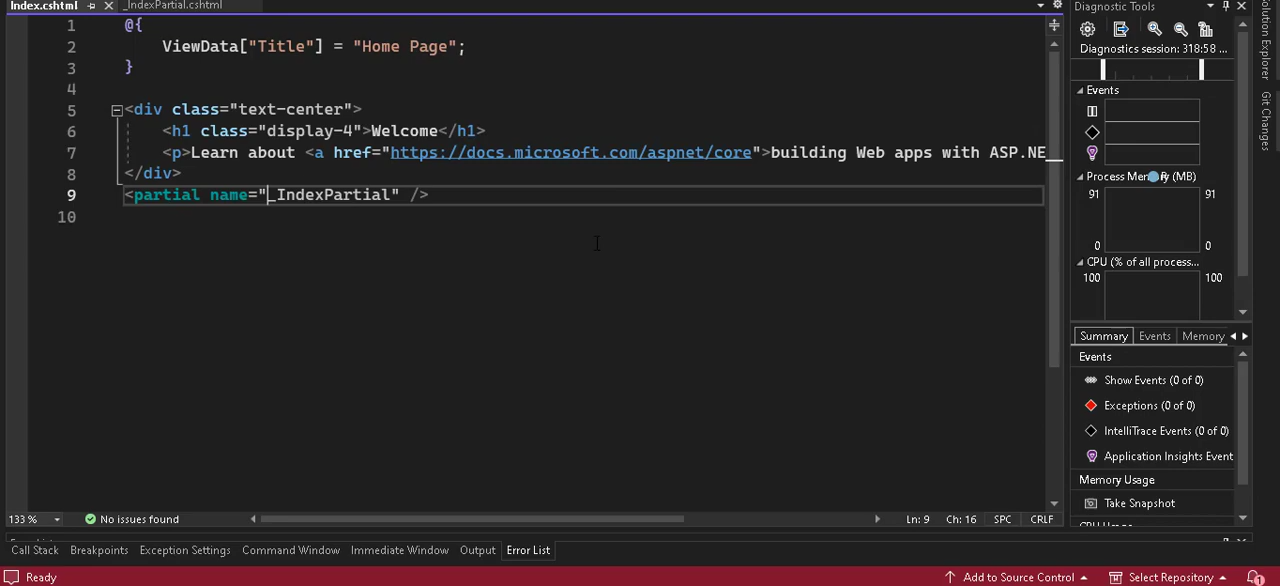 Index.cshtml
_IndexPartial.cshtml
1 @{
2 ViewData["Title"] = "Home Page";
3 }
4
5 <div class="text-center">
6 <h1 class="display-4">Welcome</h1>
7 <p>Learn about <a href="https://docs.microsoft.com/aspnet/core">building Web apps with ASP.NE
8 </div>
9 <partial name="_IndexPartial" />
10
133 %
No issues found
Ln: 9 Ch: 16 SPC CRLF
Diagnostic Tools
Diagnostics session: 318:58 ...
Events
Process Memory (MB)
91 91
0 0
CPU (% of all process...
100 100
Summary Events Memory
Events
Show Events (0 of 0)
Exceptions (0 of 0)
IntelliTrace Events (0 of 0)
Application Insights Event
Memory Usage
Take Snapshot
Solution Explorer
Git Changes
Call Stack Breakpoints Exception Settings Command Window Immediate Window Output Error List
Ready
Add to Source Control
Select Repository
1